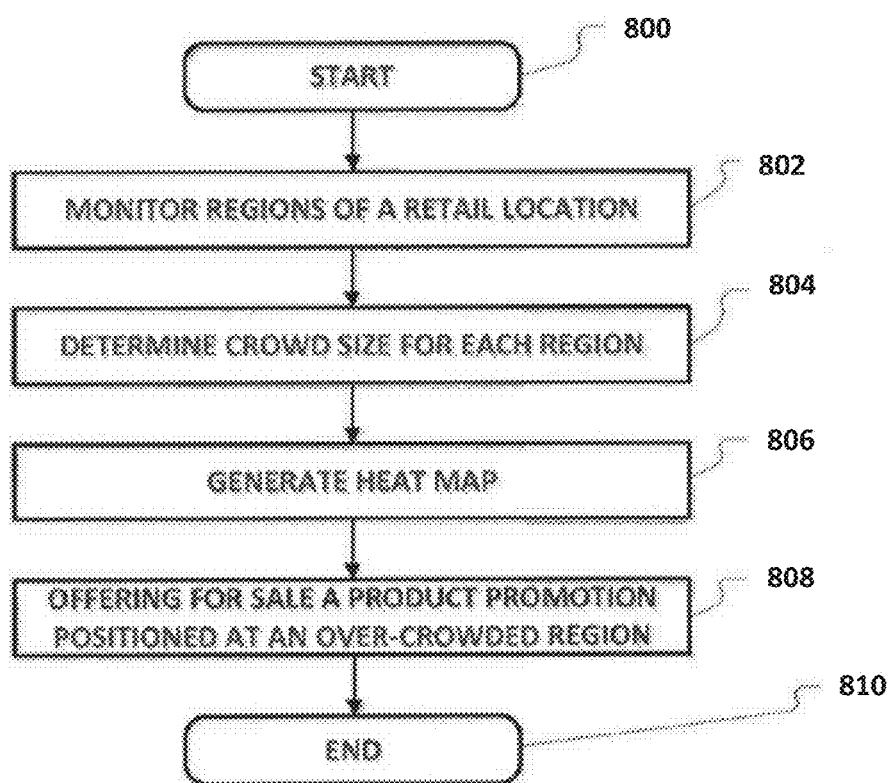 800
START
802
MONITOR REGIONS OF A RETAIL LOCATION
804
DETERMINE CROWD SIZE FOR EACH REGION
806
GENERATE HEAT MAP
808
OFFERING FOR SALE A PRODUCT PROMOTION
POSITIONED AT AN OVER-CROWDED REGION
810
END